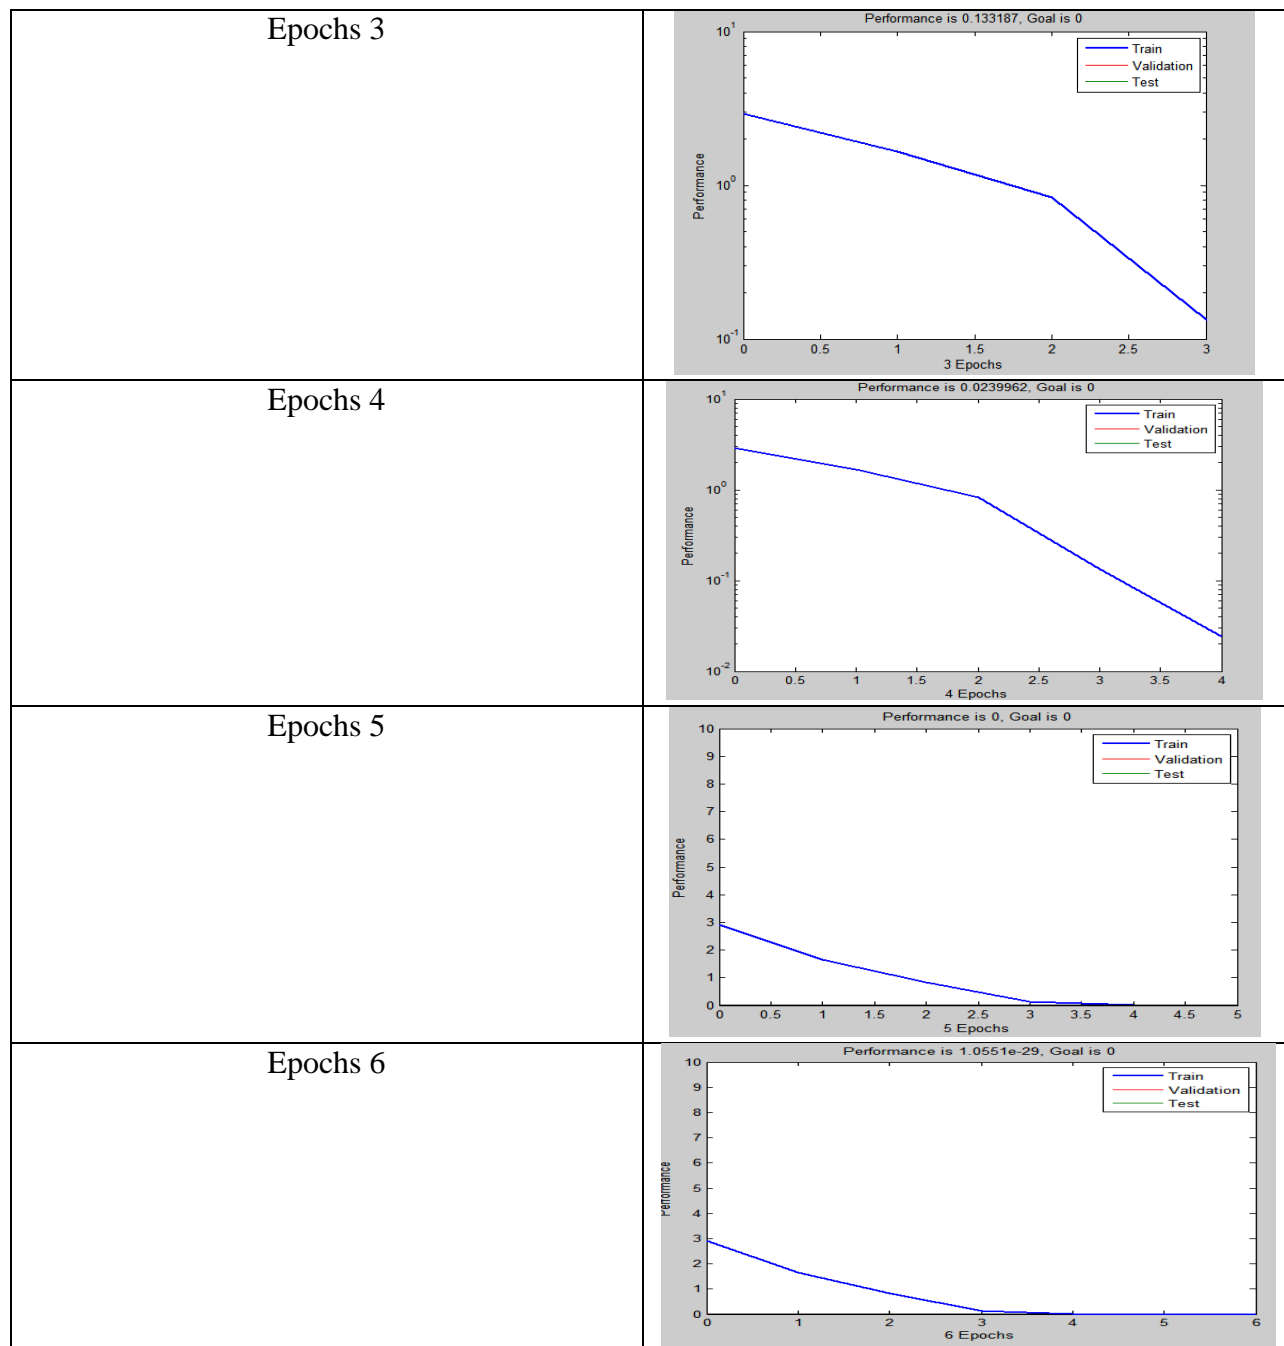 Epochs 3
Performance is 0.133187, Goal is 0
Train
Validation
Test
Performance
10^1
10^0
10^-1
0 0.5 1 1.5 2 2.5 3
3 Epochs
Epochs 4
Performance is 0.0239962, Goal is 0
Train
Validation
Test
Performance
10^1
10^0
10^-1
10^-2
0 0.5 1 1.5 2 2.5 3 3.5 4
4 Epochs
Epochs 5
Performance is 0, Goal is 0
Train
Validation
Test
Performance
10
9
8
7
6
5
4
3
2
1
0
0 0.5 1 1.5 2 2.5 3 3.5 4 4.5 5
5 Epochs
Epochs 6
Performance is 1.0551e-29, Goal is 0
Train
Validation
Test
Performance
10
9
8
7
6
5
4
3
2
1
0
0 1 2 3 4 5 6
6 Epochs